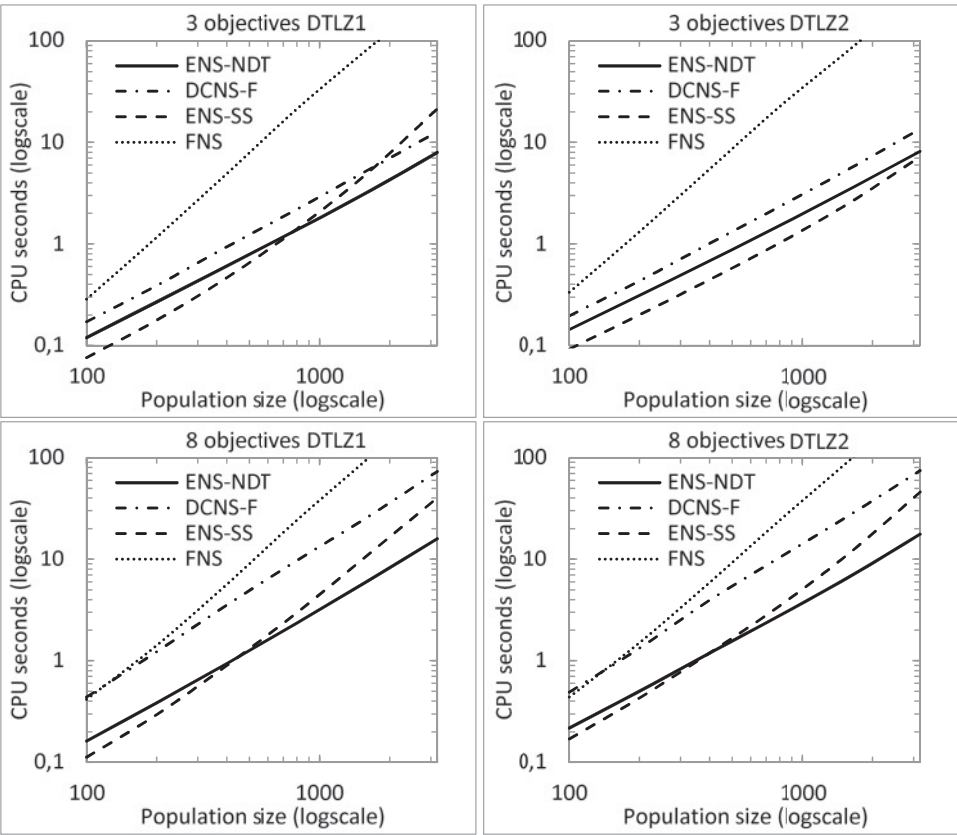 3 objectives DTLZ1
CPU seconds (logscale)
100
10
1
0,1
ENS-NDT
DCNS-F
ENS-SS
FNS
100
1000
Population size (logscale)
3 objectives DTLZ2
CPU seconds (logscale)
100
10
1
0,1
ENS-NDT
DCNS-F
ENS-SS
FNS
100
1000
Population size (logscale)
8 objectives DTLZ1
CPU seconds (logscale)
100
10
1
0,1
ENS-NDT
DCNS-F
ENS-SS
FNS
100
1000
Population size (logscale)
8 objectives DTLZ2
CPU seconds (logscale)
100
10
1
0,1
ENS-NDT
DCNS-F
ENS-SS
FNS
100
1000
Population size (logscale)